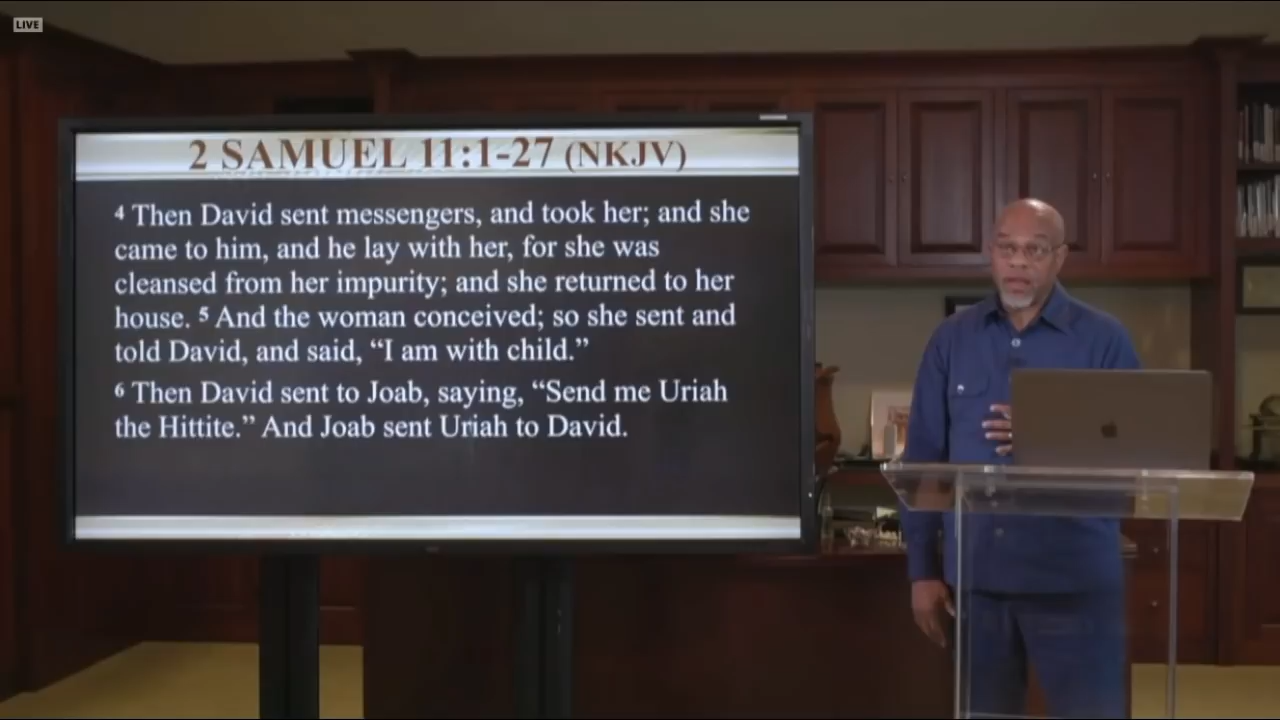 LIVE
2 SAMUEL 11:1-27 (NKJV)
4 Then David sent messengers, and took her; and she
came to him, and he lay with her, for she was
cleansed from her impurity; and she returned to her
house. 5 And the woman conceived; so she sent and
told David, and said, “I am with child.”
6 Then David sent to Joab, saying, “Send me Uriah
the Hittite.” And Joab sent Uriah to David.